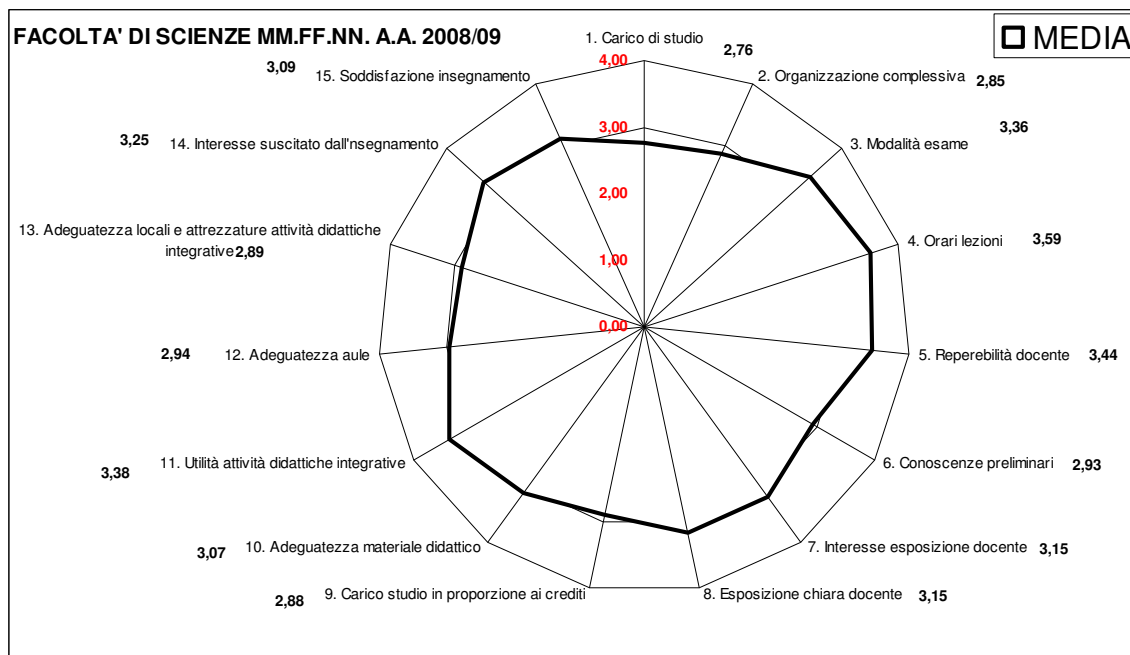 FACOLTA' DI SCIENZE MM.FF.NN. A.A. 2008/09
MEDIA
1. Carico di studio
2,76
2. Organizzazione complessiva
2,85
3. Modalità esame
3,36
4. Orari lezioni
3,59
5. Reperebilità docente
3,44
6. Conoscenze preliminari
2,93
7. Interesse esposizione docente
3,15
8. Esposizione chiara docente
3,15
9. Carico studio in proporzione ai crediti
2,88
10. Adeguatezza materiale didattico
3,07
11. Utilità attività didattiche integrative
3,38
12. Adeguatezza aule
2,94
13. Adeguatezza locali e attrezzature attività didattiche
integrative
2,89
14. Interesse suscitato dall'nsegnamento
3,25
15. Soddisfazione insegnamento
3,09
4,00
3,00
2,00
1,00
0,00